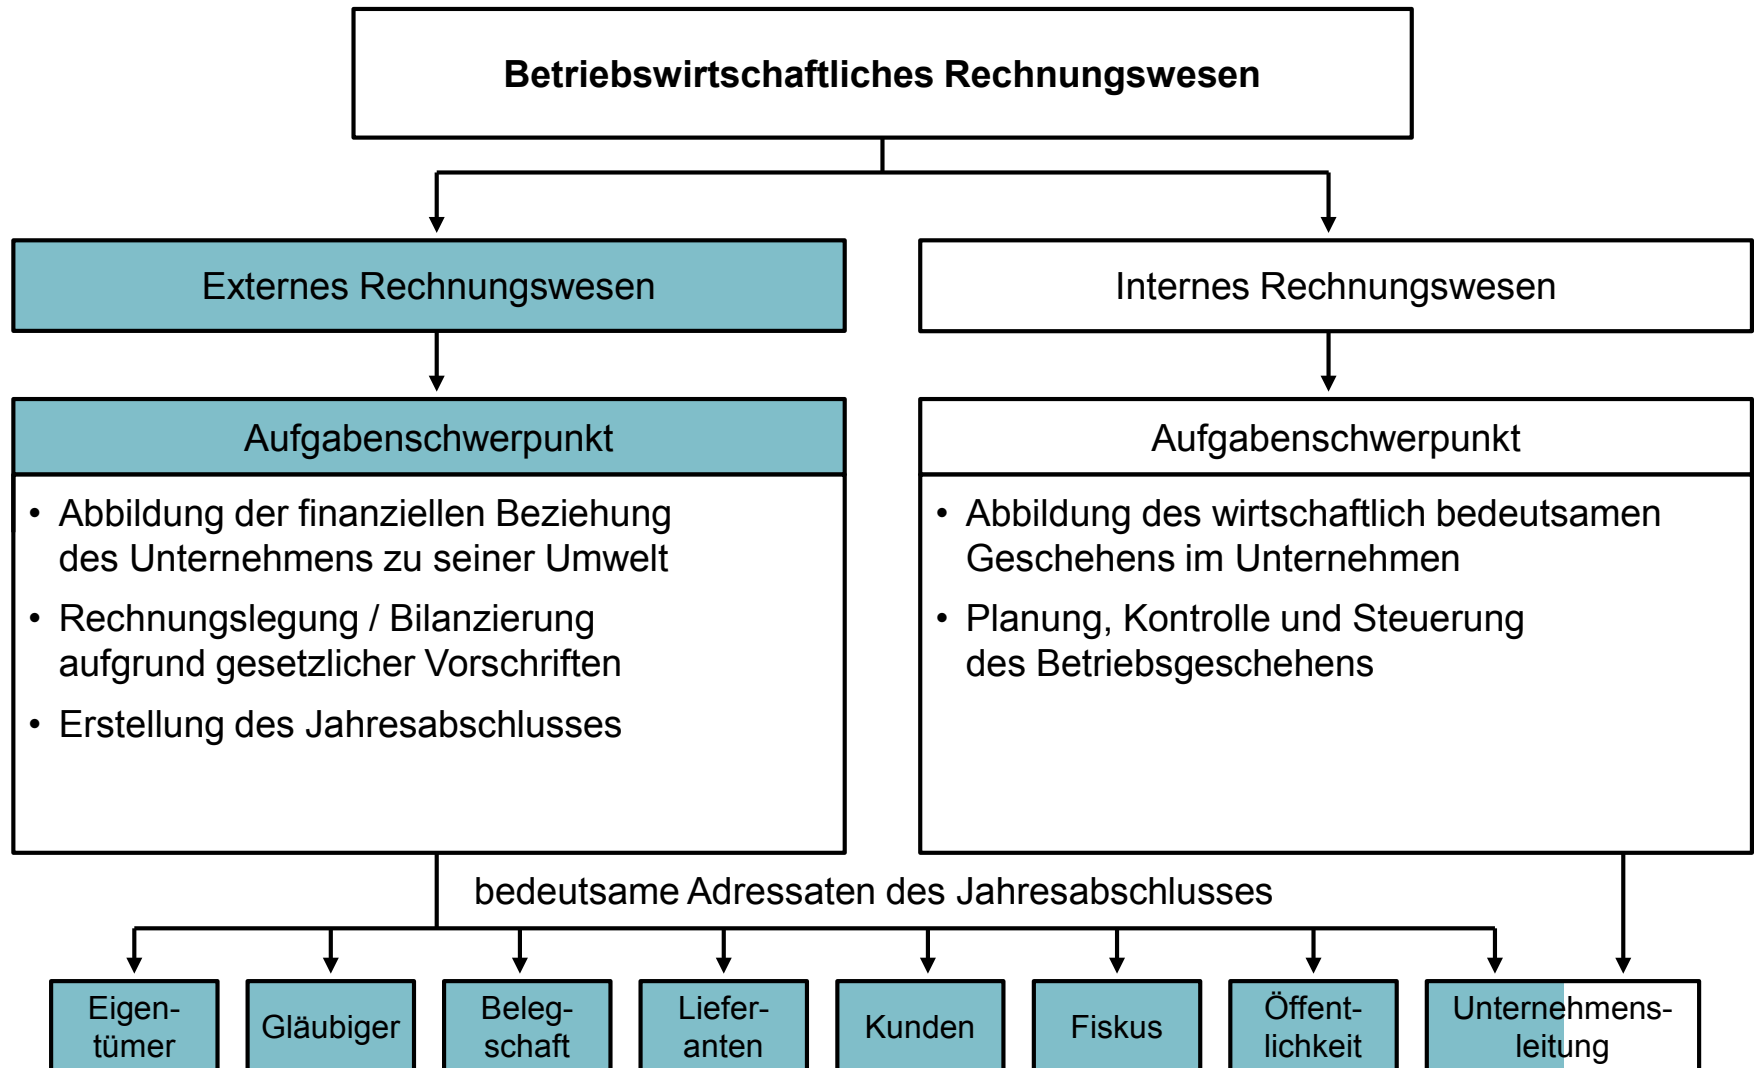 Betriebswirtschaftliches Rechnungswesen
Externes Rechnungswesen
Internes Rechnungswesen
Aufgabenschwerpunkt
• Abbildung der finanziellen Beziehung
des Unternehmens zu seiner Umwelt
• Rechnungslegung / Bilanzierung
aufgrund gesetzlicher Vorschriften
• Erstellung des Jahresabschlusses
Aufgabenschwerpunkt
• Abbildung des wirtschaftlich bedeutsamen
Geschehens im Unternehmen
• Planung, Kontrolle und Steuerung
des Betriebsgeschehens
bedeutsame Adressaten des Jahresabschlusses
Eigen-
tümer
Gläubiger
Beleg-
schaft
Liefer-
anten
Kunden
Fiskus
Öffent-
lichkeit
Unternehmens-
leitung